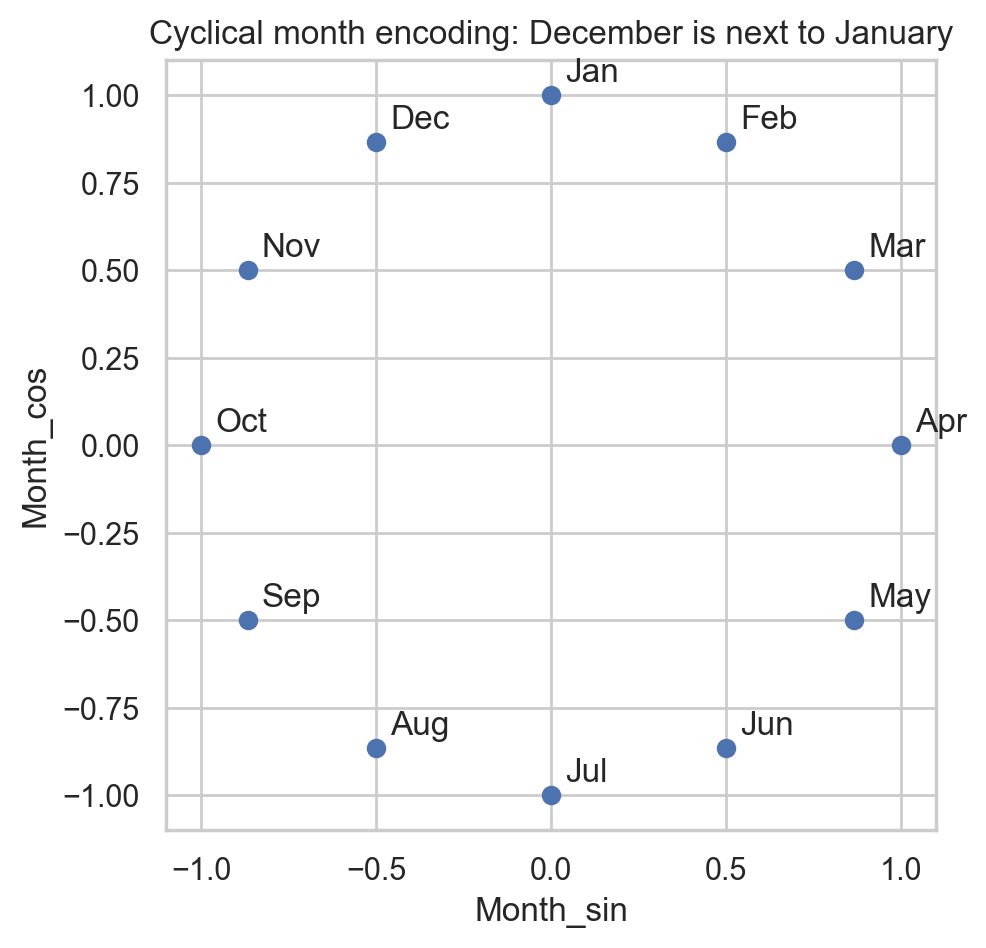 Cyclical month encoding: December is next to January
Jan
Dec
Feb
Nov
Mar
Oct
Apr
Sep
May
Aug
Jun
Jul
1.00
0.75
0.50
0.25
0.00
−0.25
−0.50
−0.75
−1.00
Month_cos
−1.0
−0.5
0.0
0.5
1.0
Month_sin